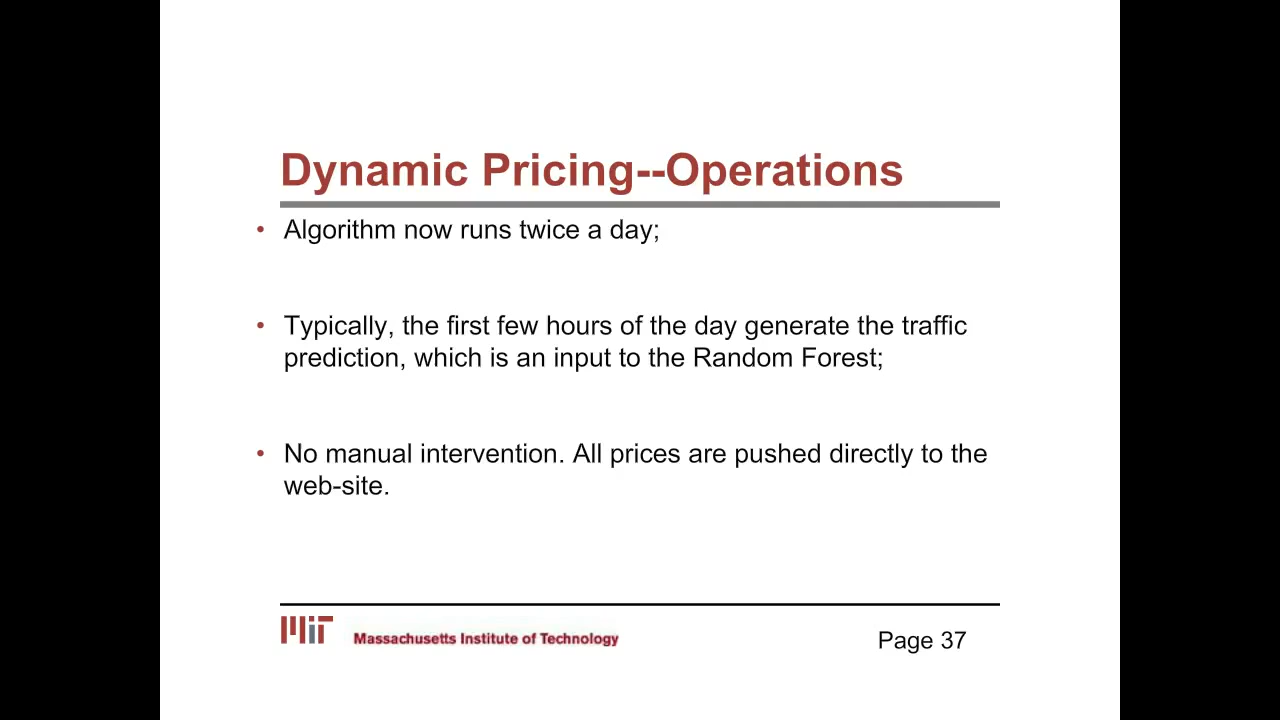 Dynamic Pricing--Operations
• Algorithm now runs twice a day;
• Typically, the first few hours of the day generate the traffic
prediction, which is an input to the Random Forest;
• No manual intervention. All prices are pushed directly to the
web-site.
MIT Massachusetts Institute of Technology
Page 37